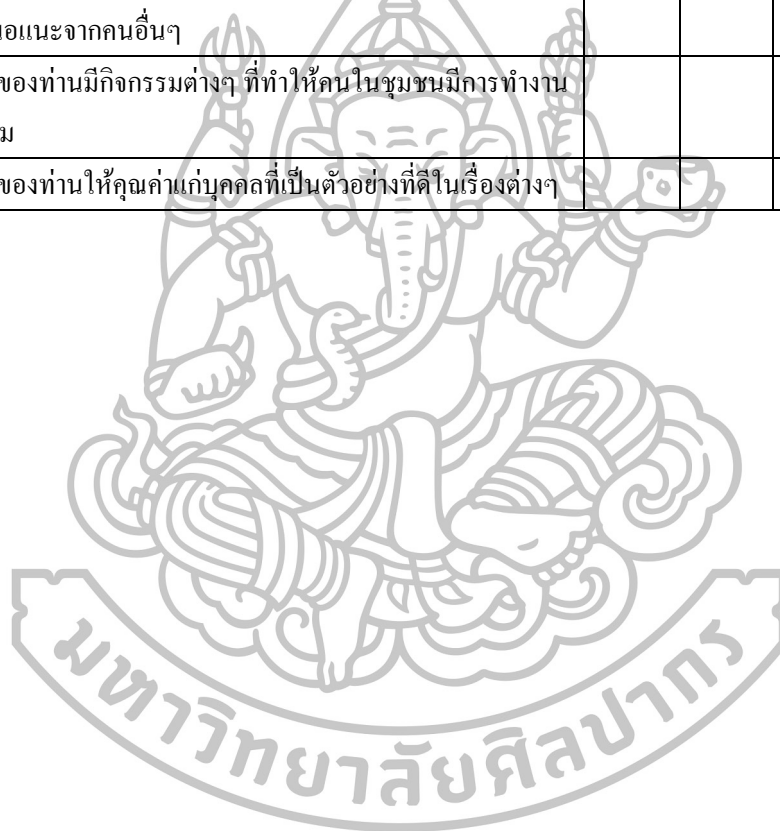 นอแนะจากคนอื่นๆ
ของท่านมีกิจกรรมต่างๆ ที่ทำให้คนในชุมชนมีการทำงาน
ม
ของท่านให้คุณค่าแก่บุคคลที่เป็นตัวอย่างที่ดีในเรื่องต่างๆ
มหาวิทยาลัยศิลปากร